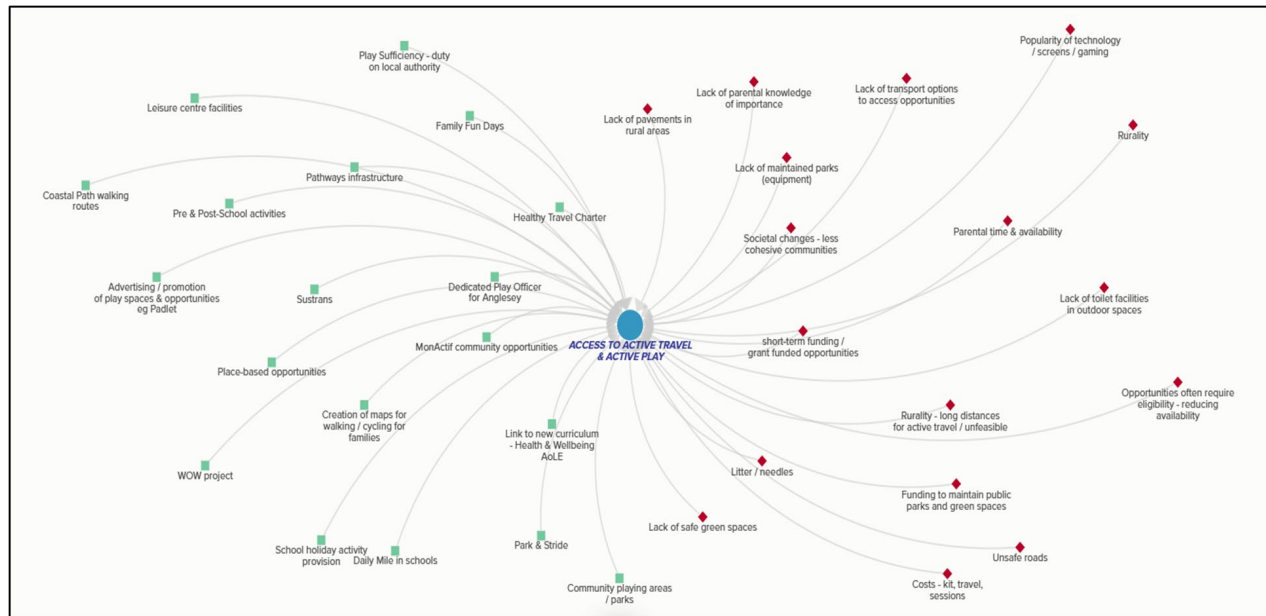 Play Sufficiency - duty
on local authority
Leisure centre facilities
Family Fun Days
Pathways infrastructure
Coastal Path walking
routes
Pre & Post-School activities
Healthy Travel Charter
Advertising / promotion
of play spaces & opportunities
eg Padlet
Sustrans
Dedicated Play Officer
for Anglesey
MonActif community opportunities
Place-based opportunities
Creation of maps for
walking / cycling for
families
Link to new curriculum
- Health & Wellbeing
AoLE
WOW project
School holiday activity
provision
Daily Mile in schools
Park & Stride
Community playing areas
/ parks
ACCESS TO ACTIVE TRAVEL
& ACTIVE PLAY
Popularity of technology
/ screens / gaming
Lack of parental knowledge
of importance
Lack of transport options
to access opportunities
Lack of pavements in
rural areas
Rurality
Lack of maintained parks
(equipment)
Societal changes - less
cohesive communities
Parental time & availability
Lack of toilet facilities
in outdoor spaces
short-term funding /
grant funded opportunities
Opportunities often require
eligibility - reducing
availability
Rurality - long distances
for active travel / unfeasible
Litter / needles
Funding to maintain public
parks and green spaces
Lack of safe green spaces
Unsafe roads
Costs - kit, travel,
sessions